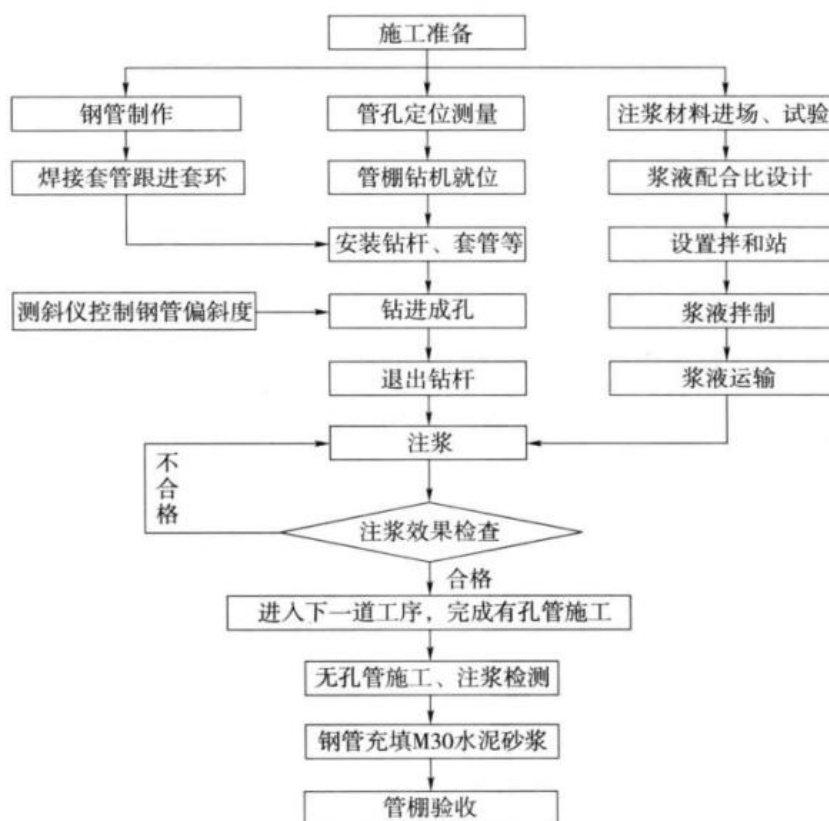 施工准备
钢管制作
管孔定位测量
注浆材料进场、试验
焊接套管跟进套环
管棚钻机就位
浆液配合比设计
安装钻杆、套管等
设置拌和站
测斜仪控制钢管偏斜度
钻进成孔
浆液拌制
退出钻杆
浆液运输
注浆
不合格
注浆效果检查
合格
进入下一道工序，完成有孔管施工
无孔管施工、注浆检测
钢管充填M30水泥砂浆
管棚验收